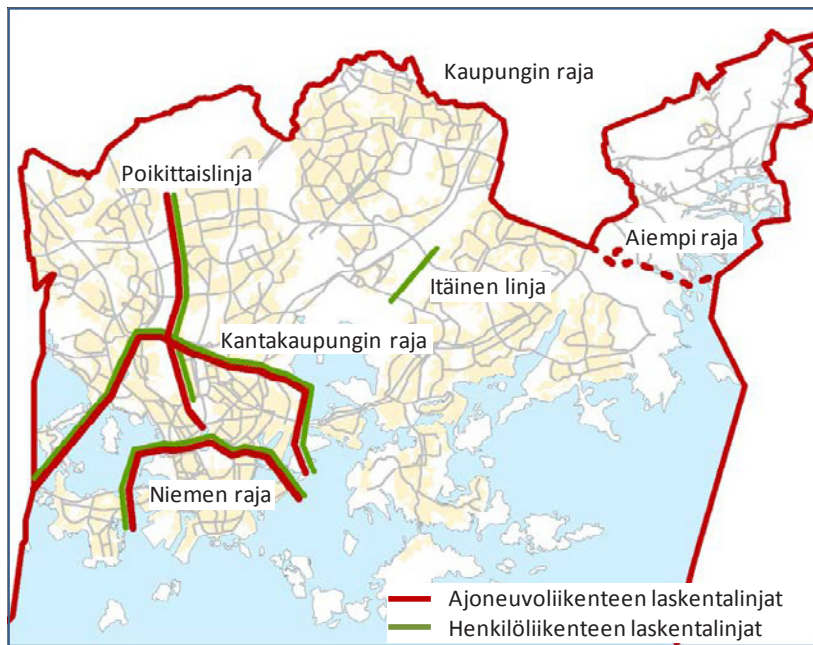 Kaupungin raja
Poikittaislinja
Aiempi raja
Itäinen linja
Kantakaupungin raja
Niemen raja
Ajoneuvoliikenteen laskentalinjat
Henkilöliikenteen laskentalinjat